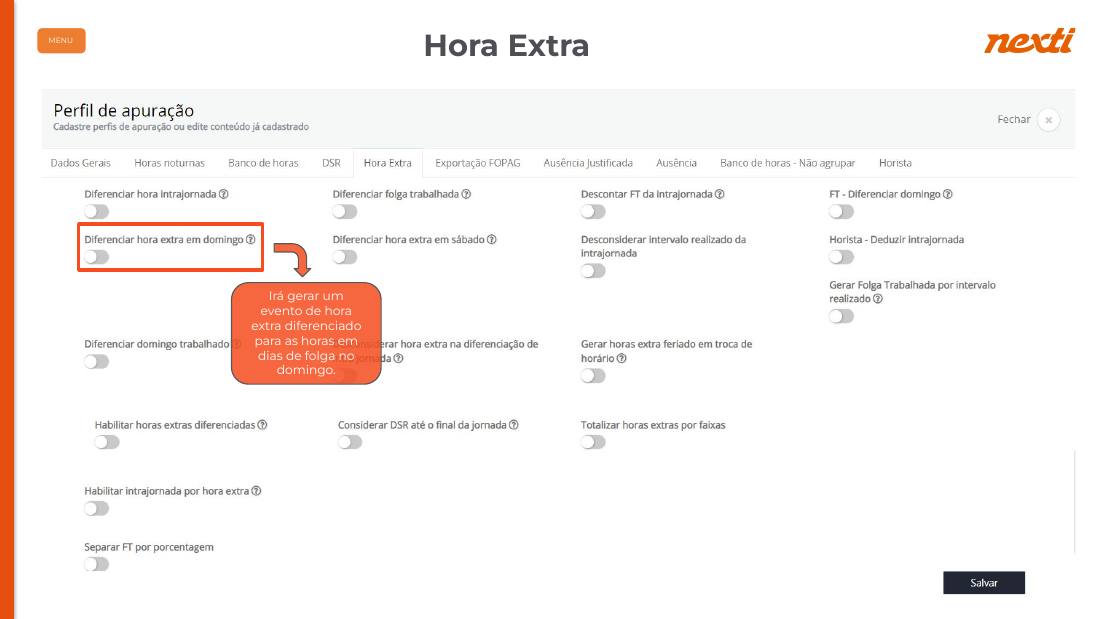 MENU
Hora Extra
nexti
Perfil de apuração
Cadastre perfis de apuração ou edite conteúdo já cadastrado
Fechar
Dados Gerais
Horas noturnas
Banco de horas
DSR
Hora Extra
Exportação FOPAG
Ausência Justificada
Ausência
Banco de horas - Não agrupar
Horista
Diferenciar hora intrajornada
Diferenciar folga trabalhada
Descontar FT da intrajornada
FT - Diferenciar domingo
Diferenciar hora extra em domingo
Diferenciar hora extra em sábado
Desconsiderar intervalo realizado da
intrajornada
Horista - Deduzir intrajornada
Gerar Folga Trabalhada por intervalo
realizado
Irá gerar um
evento de hora
extra diferenciado
para as horas em
dias de folga no
domingo.
Diferenciar domingo trabalhado
hora extra na diferenciação de
Gerar horas extra feriado em troca de
horário
Habilitar horas extras diferenciadas
Considerar DSR até o final da jornada
Totalizar horas extras por faixas
Habilitar intrajornada por hora extra
Separar FT por porcentagem
Salvar